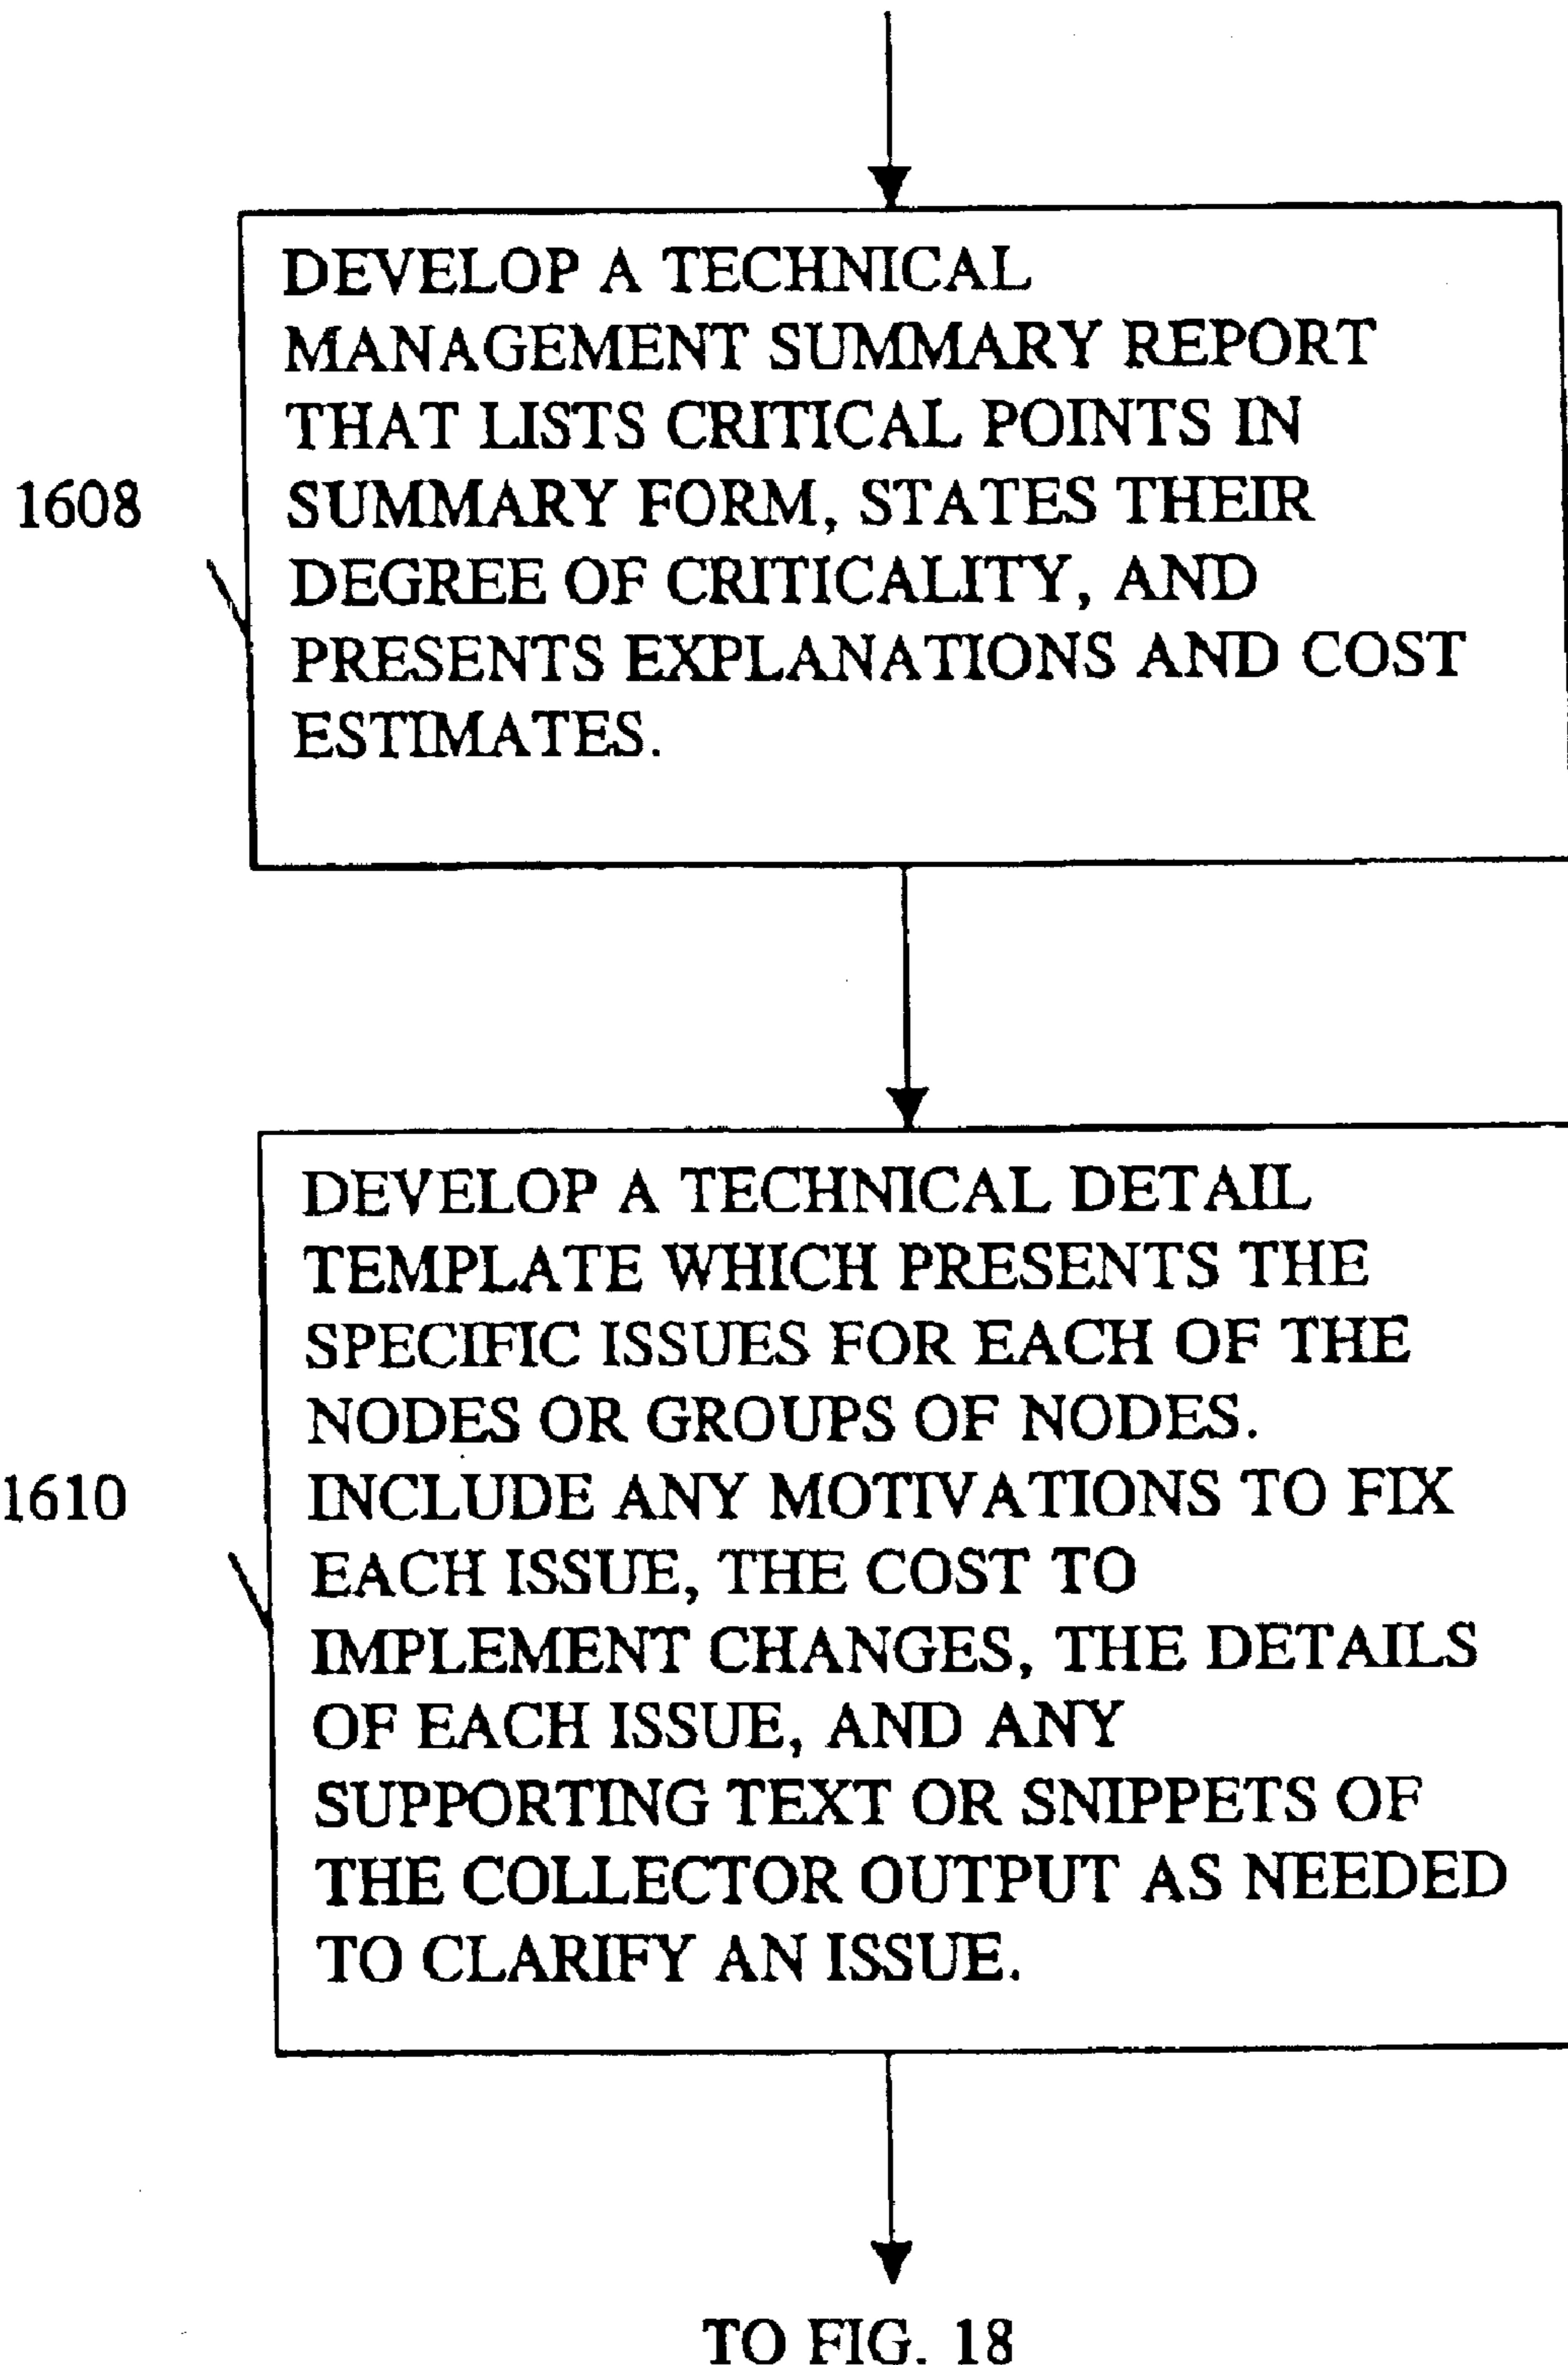 DEVELOP A TECHNICAL
MANAGEMENT SUMMARY REPORT
THAT LISTS CRITICAL POINTS IN
1608
SUMMARY FORM, STATES THEIR
DEGREE OF CRITICALITY, AND
PRESENTS EXPLANATIONS AND COST
ESTIMATES.
DEVELOP A TECHNICAL DETAIL
TEMPLATE WHICH PRESENTS THE
SPECIFIC ISSUES FOR EACH OF THE
NODES OR GROUPS OF NODES.
1610
INCLUDE ANY MOTIVATIONS TO FIX
EACH ISSUE, THE COST TO
IMPLEMENT CHANGES, THE DETAILS
OF EACH ISSUE, AND ANY
SUPPORTING TEXT OR SNIPPETS OF
THE COLLECTOR OUTPUT AS NEEDED
TO CLARIFY AN ISSUE.
TO FIG. 18